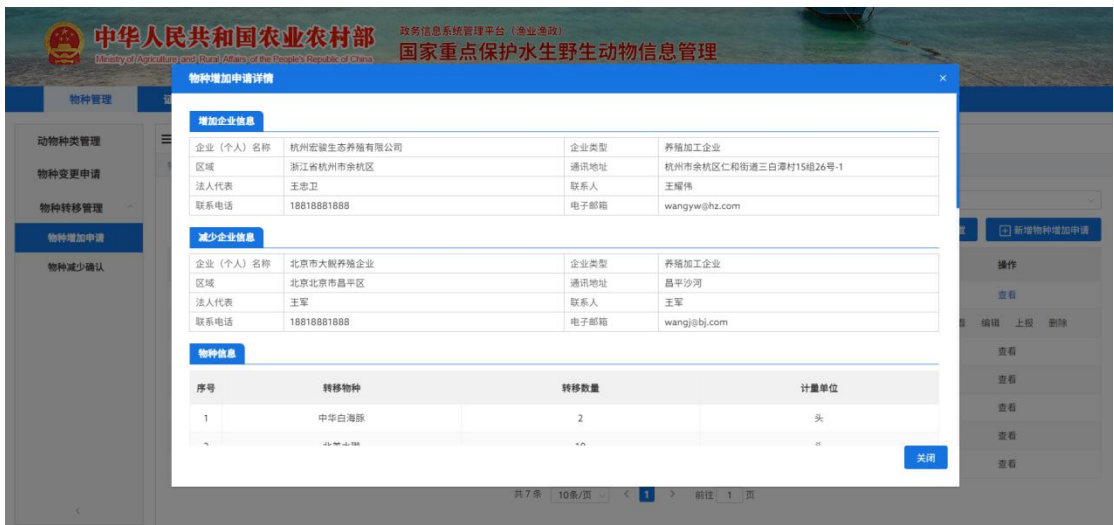 中华人民共和国农业农村部
Ministry of Agriculture and Rural Affairs of the People's Republic of China
政务信息系统管理平台（渔业渔政）
国家重点保护水生野生动物信息管理
物种管理
物种增加申请详情
×
动物种类管理
物种变更申请
物种转移管理
物种增加申请
物种减少确认
增加企业信息
企业（个人）名称 杭州宏骏生态养殖有限公司 企业类型 养殖加工企业
区域 浙江省杭州市余杭区 通讯地址 杭州市余杭区仁和街道三白潭村15组26号-1
法人代表 王忠卫 联系人 王耀伟
联系电话 18818881888 电子邮箱 wangyw@hz.com
减少企业信息
企业（个人）名称 北京市大鲵养殖企业 企业类型 养殖加工企业
区域 北京北京市昌平区 通讯地址 昌平沙河
法人代表 王军 联系人 王军
联系电话 18818881888 电子邮箱 wangj@bj.com
物种信息
序号 转移物种 转移数量 计量单位
1 中华白海豚 2 头
关闭
新增物种增加申请
操作
查看
编辑 上报 删除
查看
查看
查看
查看
查看
共 7 条 10条/页 < 1 > 前往 1 页